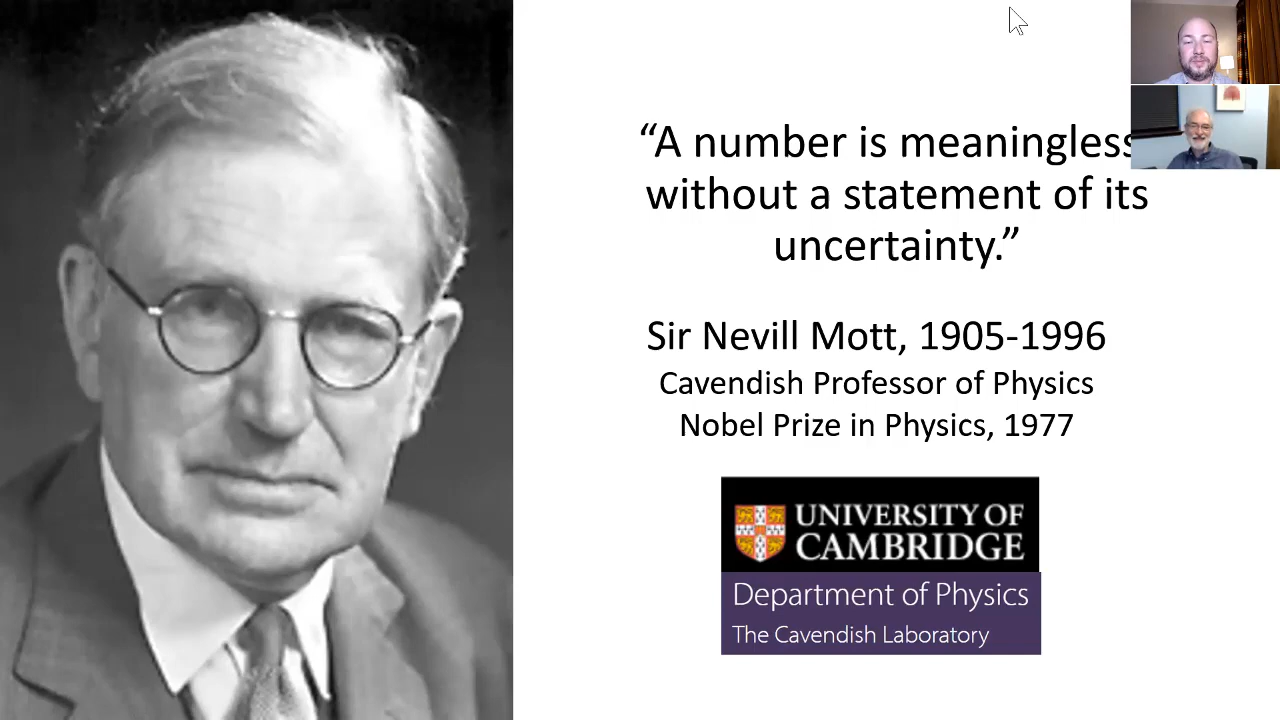 “A number is meaningless
without a statement of its
uncertainty.”
Sir Nevill Mott, 1905-1996
Cavendish Professor of Physics
Nobel Prize in Physics, 1977
UNIVERSITY OF
CAMBRIDGE
Department of Physics
The Cavendish Laboratory